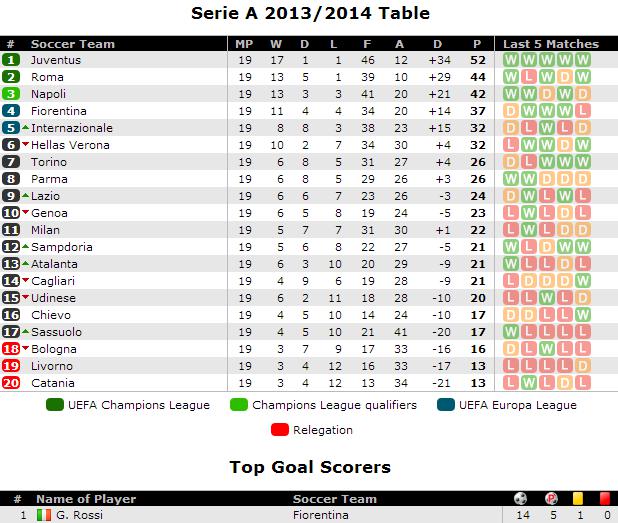 Serie A 2013/2014 Table
# Soccer Team MP W D L F A D P Last 5 Matches
1 Juventus 19 17 1 1 46 12 +34 52 W W W W W
2 Roma 19 13 5 1 39 10 +29 44 W L W D W
3 Napoli 19 13 3 3 41 20 +21 42 W W D W D
4 Fiorentina 19 11 4 4 34 20 +14 37 D W W W L
5 Internazionale 19 8 8 3 38 23 +15 32 D L W L D
6 Hellas Verona 19 10 2 7 34 30 +4 32 L W W D W
7 Torino 19 6 8 5 31 27 +4 26 D L W W W
8 Parma 19 6 8 5 29 26 +3 26 W W D D D
9 Lazio 19 6 6 7 23 26 -3 24 D W L W L
10 Genoa 19 6 5 8 19 24 -5 23 L W L D L
11 Milan 19 5 7 7 31 30 +1 22 L W L D D
12 Sampdoria 19 5 6 8 22 27 -5 21 W L D W W
13 Atalanta 19 6 3 10 20 29 -9 21 W L L D L
14 Cagliari 19 4 9 6 19 28 -9 21 L D D D W
15 Udinese 19 6 2 11 18 28 -10 20 L L W L D
16 Chievo 19 4 5 10 14 24 -10 17 D D L L W
17 Sassuolo 19 4 5 10 21 41 -20 17 W L L L L
18 Bologna 19 3 7 9 17 33 -16 16 D L W L L
19 Livorno 19 3 4 12 16 33 -17 13 L L L L D
20 Catania 19 3 4 12 13 34 -21 13 L W L D L
UEFA Champions League Champions League qualifiers UEFA Europa League
Relegation
Top Goal Scorers
# Name of Player Soccer Team P
1 G. Rossi Fiorentina 14 5 1 0